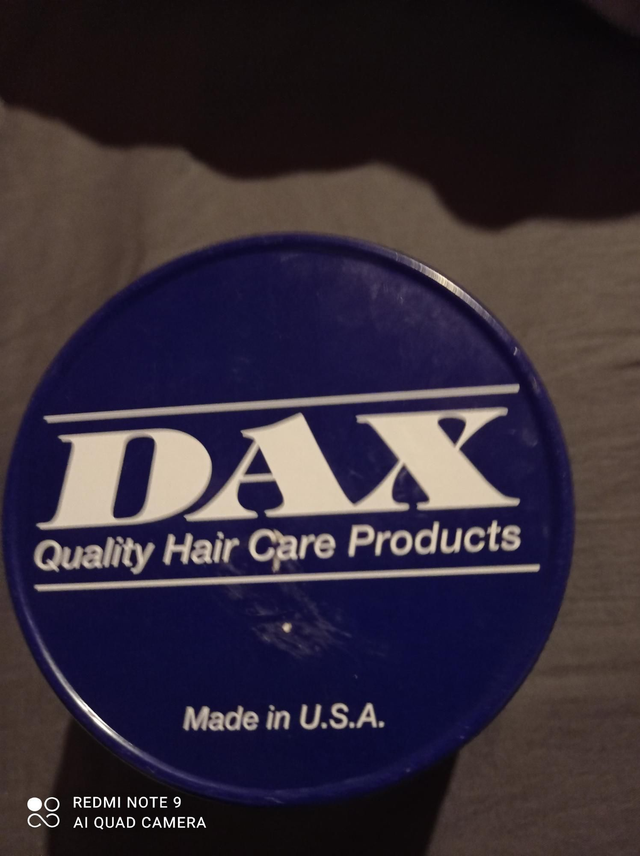 DAX
Quality Hair Care Products
Made in U.S.A.
REDMI NOTE 9
AI QUAD CAMERA